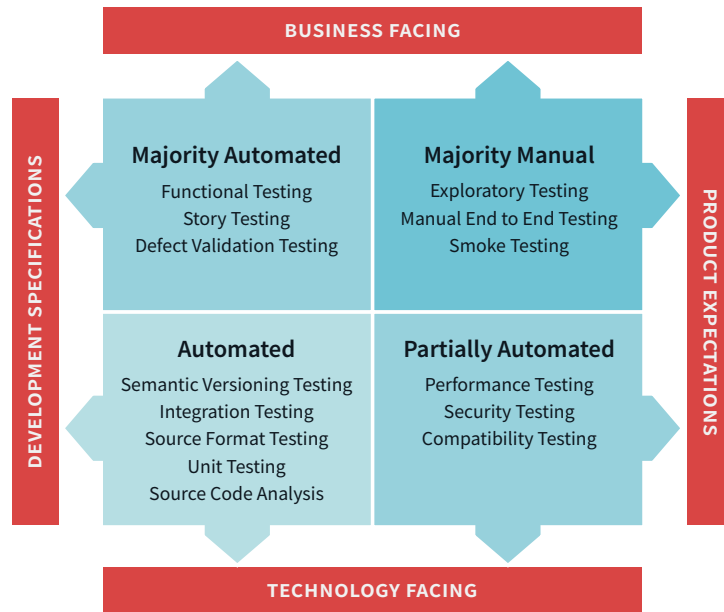 BUSINESS FACING
DEVELOPMENT SPECIFICATIONS
Majority Automated
Functional Testing
Story Testing
Defect Validation Testing
Majority Manual
Exploratory Testing
Manual End to End Testing
Smoke Testing
PRODUCT EXPECTATIONS
Automated
Semantic Versioning Testing
Integration Testing
Source Format Testing
Unit Testing
Source Code Analysis
Partially Automated
Performance Testing
Security Testing
Compatibility Testing
TECHNOLOGY FACING